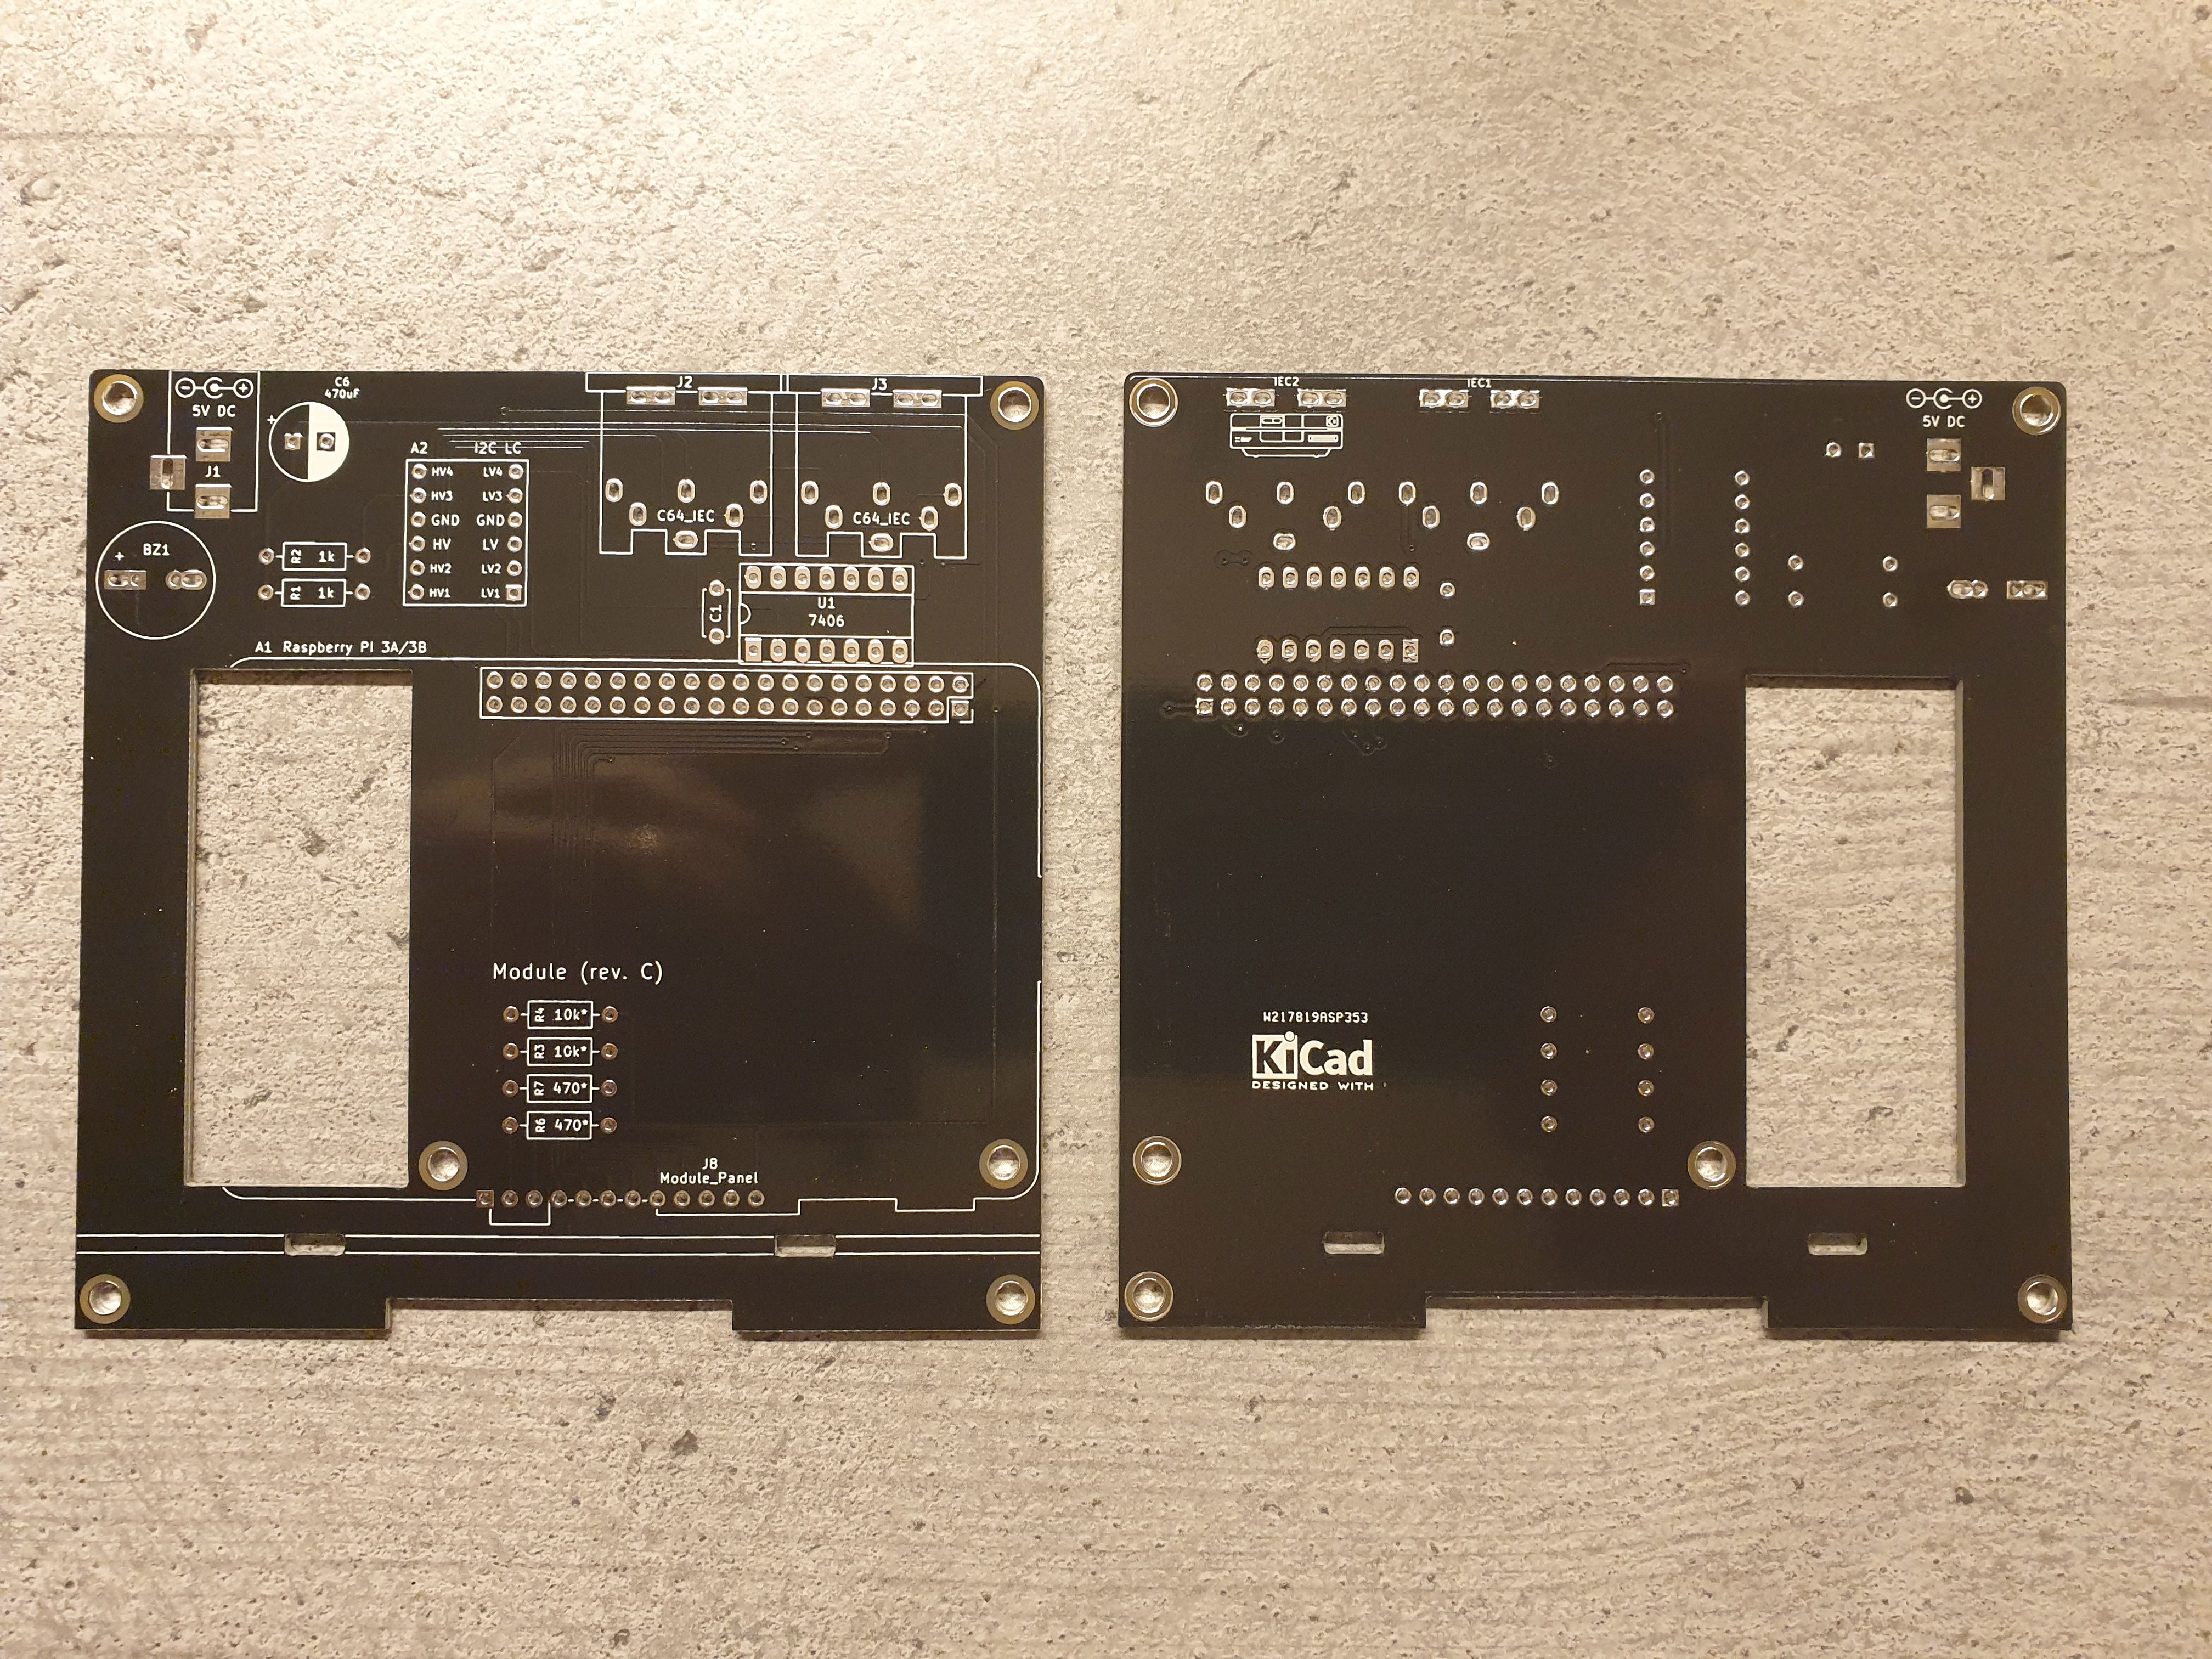 5V DC
J1
C6
470uF
+
BZ1
+
R2 1k
R1 1k
A2 I2C LC
HV4 LV4
HV3 LV3
GND GND
HV LV
HV2 LV2
HV1 LV1
J2
C64_IEC
J3
C64_IEC
C1
U1
7406
A1 Raspberry PI 3A/3B
Module (rev. C)
R4 10k*
R3 10k*
R7 470*
R6 470*
J8
Module_Panel
IEC2
IEC1
5V DC
W217819ASP353
KiCad
DESIGNED WITH